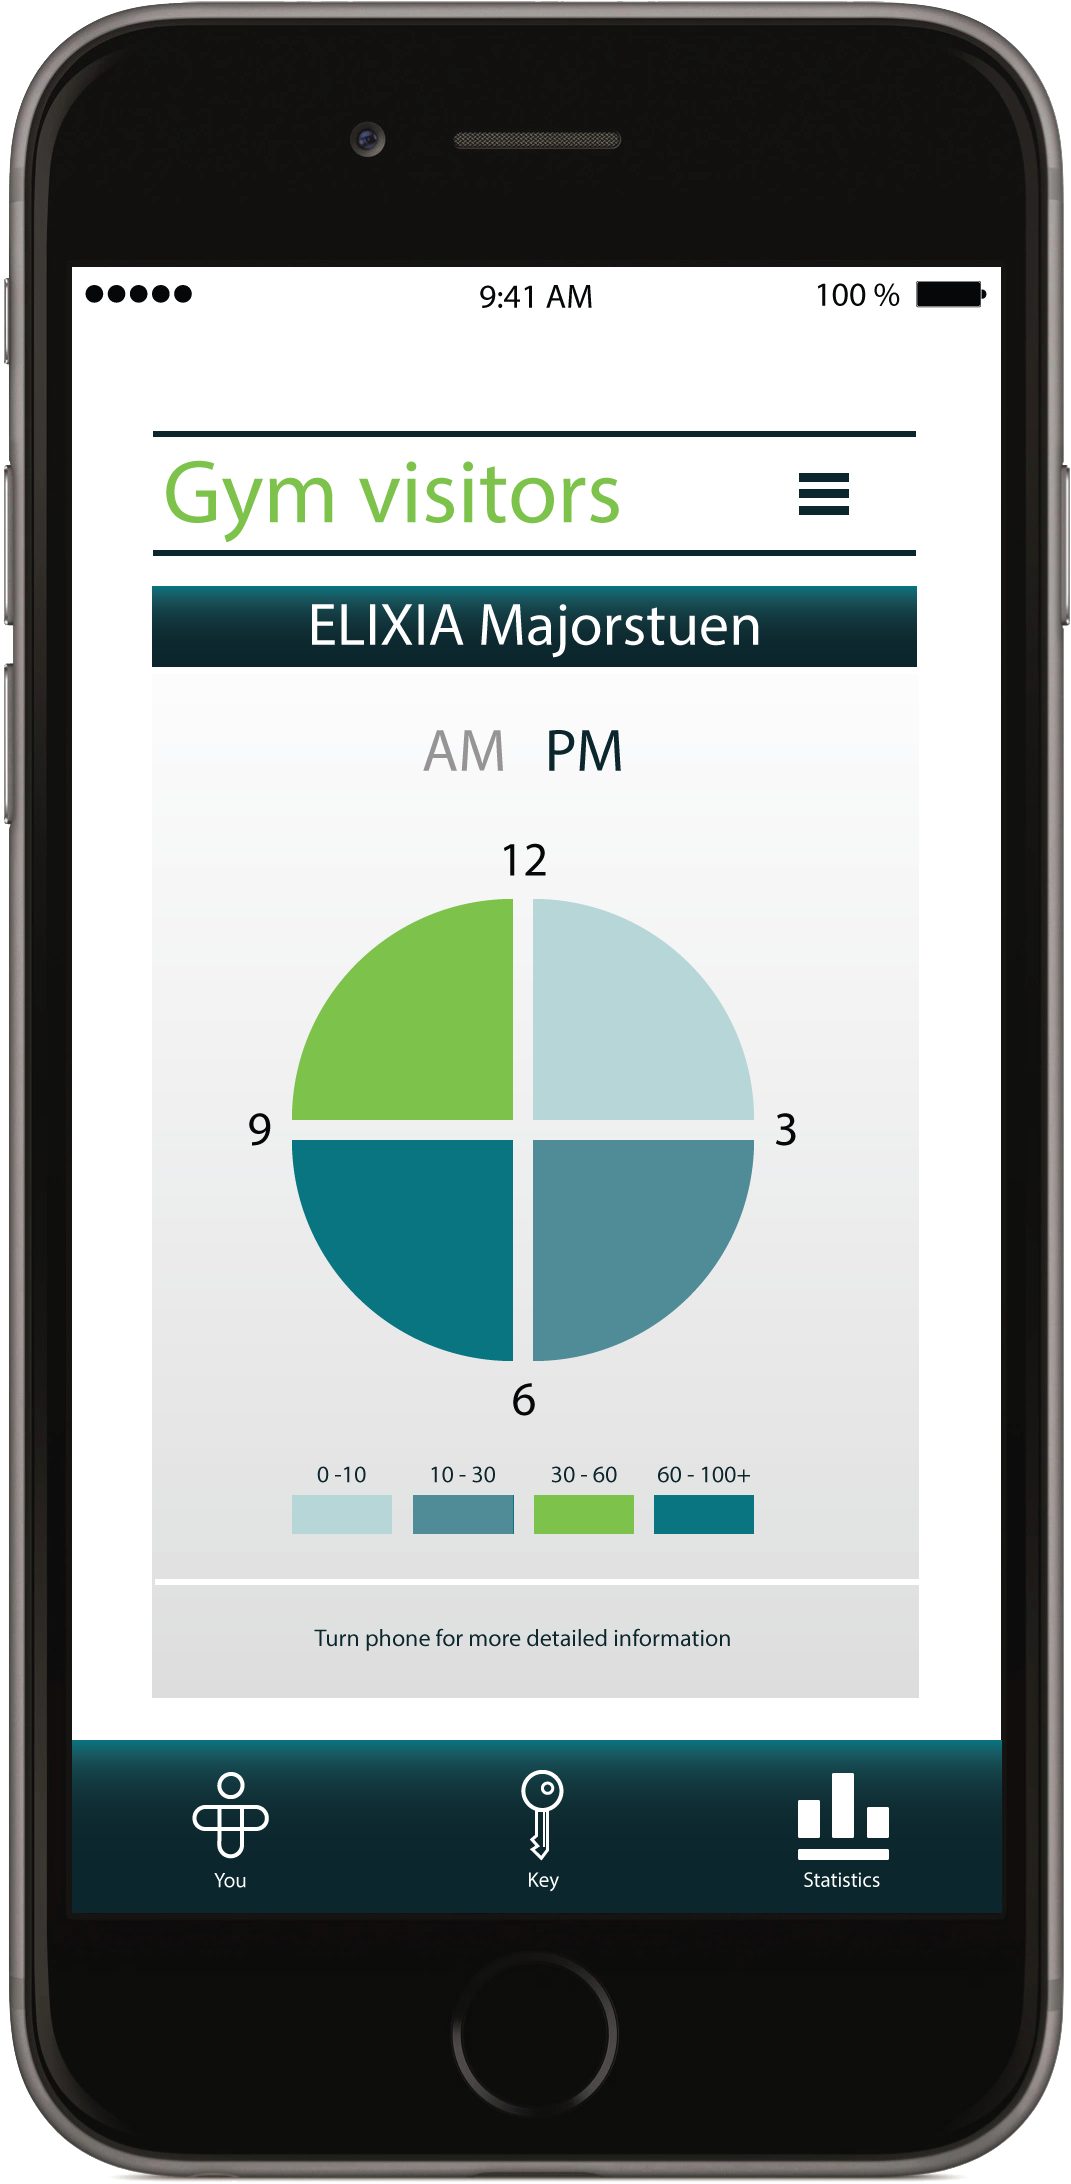 9:41 AM 100 %
Gym visitors
ELIXIA Majorstuen
AM PM
12
9 3
6
0 -10 10 - 30 30 - 60 60 - 100+
Turn phone for more detailed information
You Key Statistics